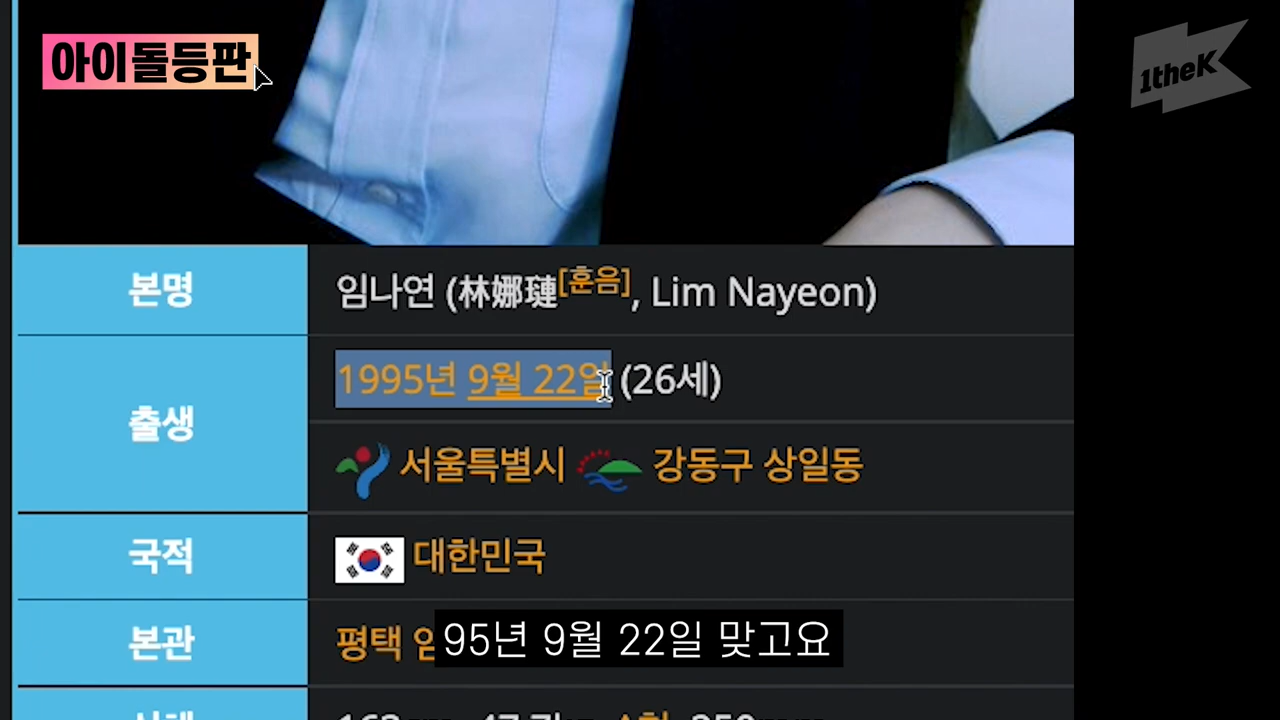 아이돌등판
1theK
본명
임나연 (林娜璉[훈음], Lim Nayeon)
출생
1995년 9월 22일 (26세)
서울특별시 강동구 상일동
국적
대한민국
본관
평택
95년 9월 22일 맞고요